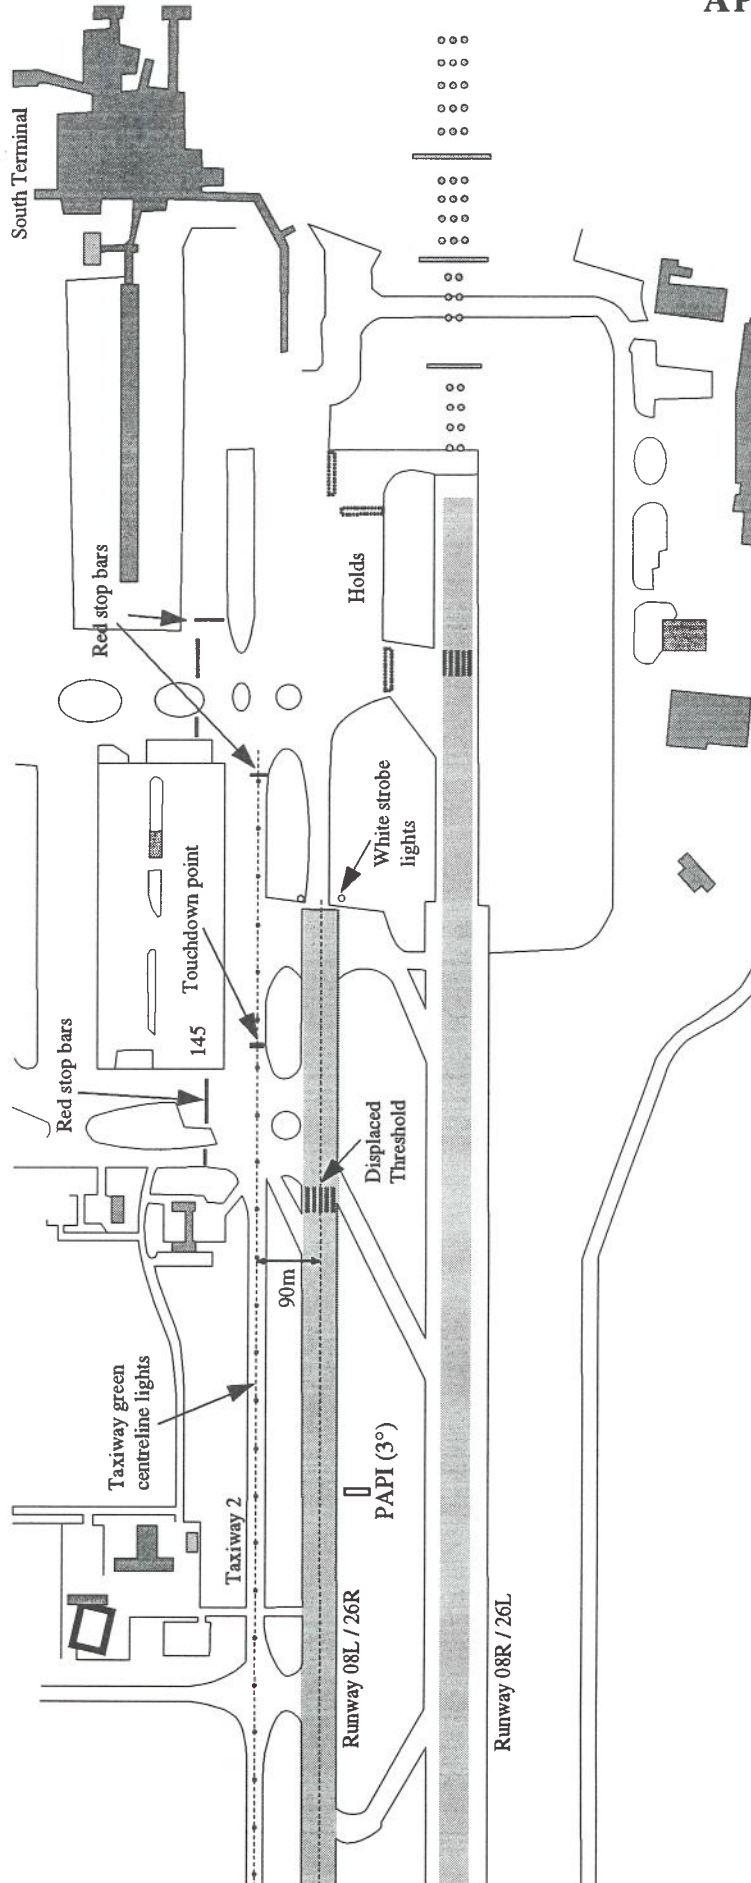 AP
South Terminal
Red stop bars
Holds
White strobe
lights
Touchdown point
145
Red stop bars
Displaced
Threshold
90m
Taxiway green
centreline lights
PAPI (3°)
Taxiway 2
Runway 08L / 26R
Runway 08R / 26L